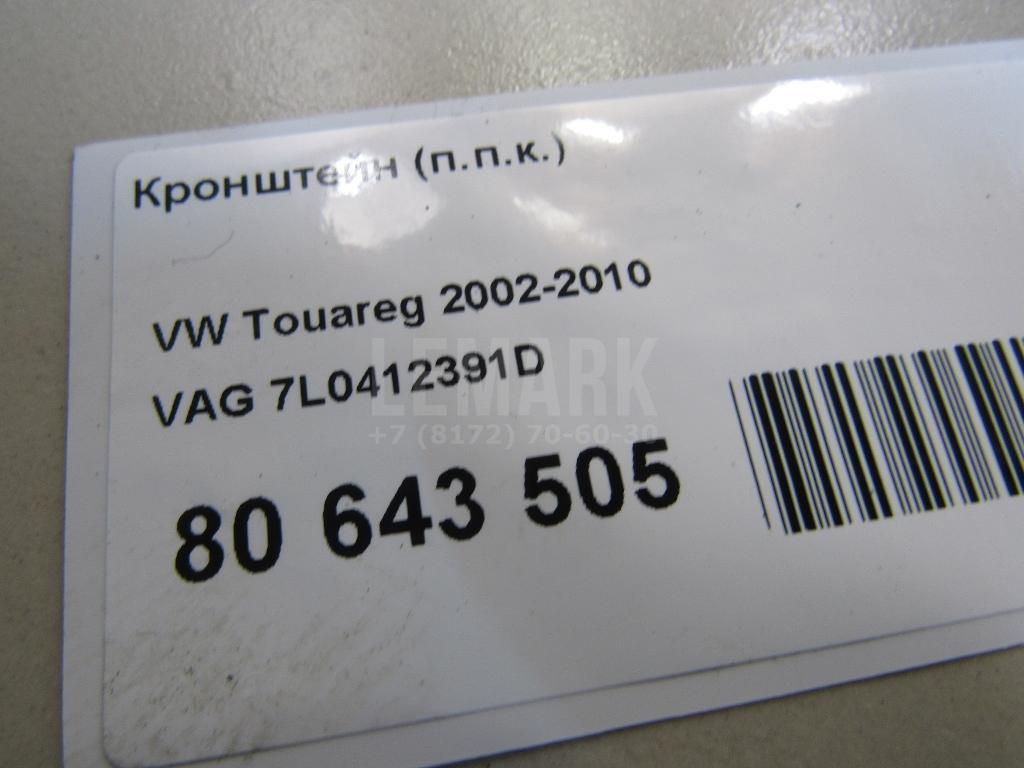 Кронштейн (п.п.к.)
VW Touareg 2002-2010
VAG 7L0412391D
LEMARK
+7 (8172) 70-60-30
80 643 505